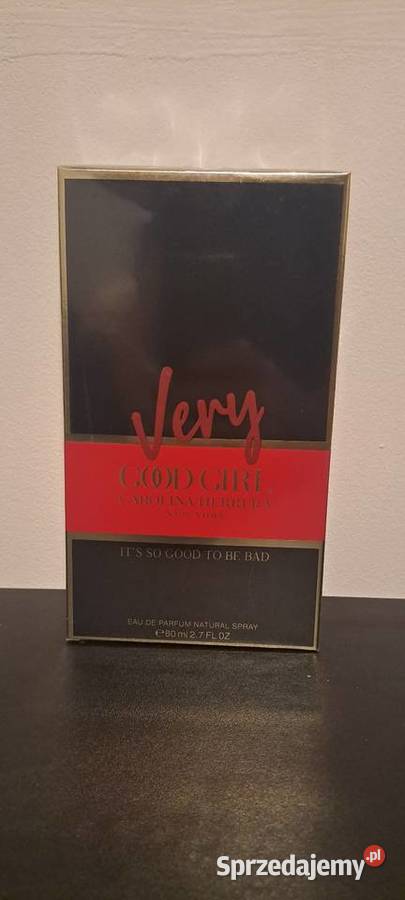 Very
GOOD GIRL
CAROLINA HERRERA
NEW YORK
IT'S SO GOOD TO BE BAD
EAU DE PARFUM NATURAL SPRAY
℮ 80 ml 2.7 FL OZ
Sprzedajemy.pl